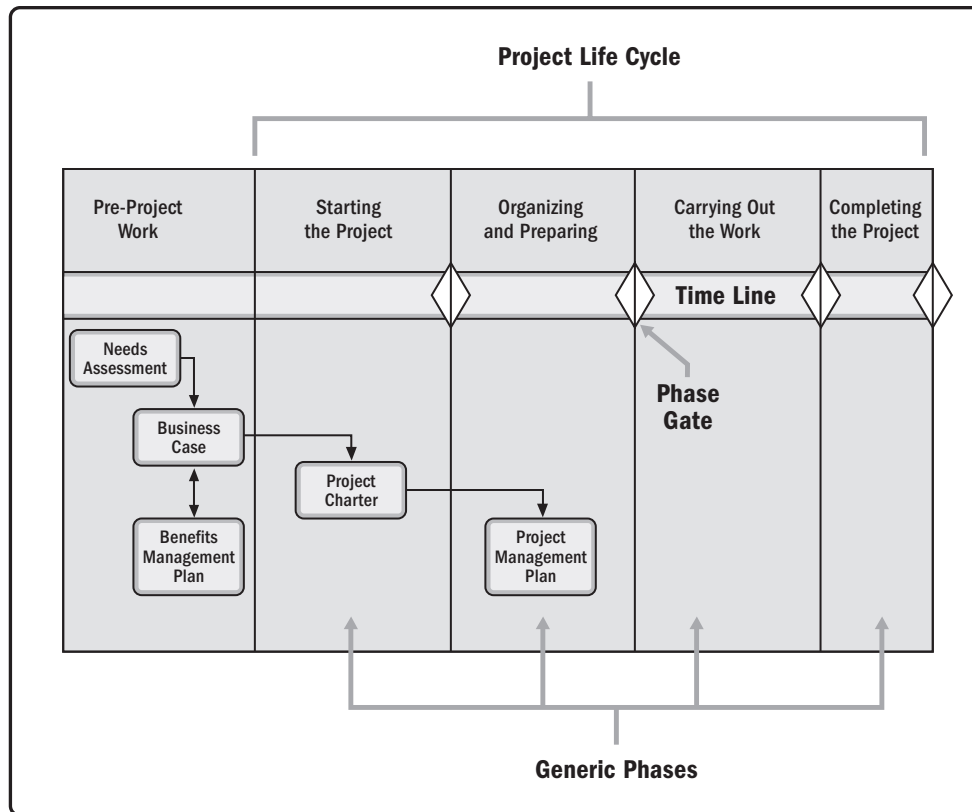 Project Life Cycle
Pre-Project
Work
Starting
the Project
Organizing
and Preparing
Carrying Out
the Work
Completing
the Project
Time Line
Needs
Assessment
Business
Case
Benefits
Management
Plan
Project
Charter
Project
Management
Plan
Phase
Gate
Generic Phases